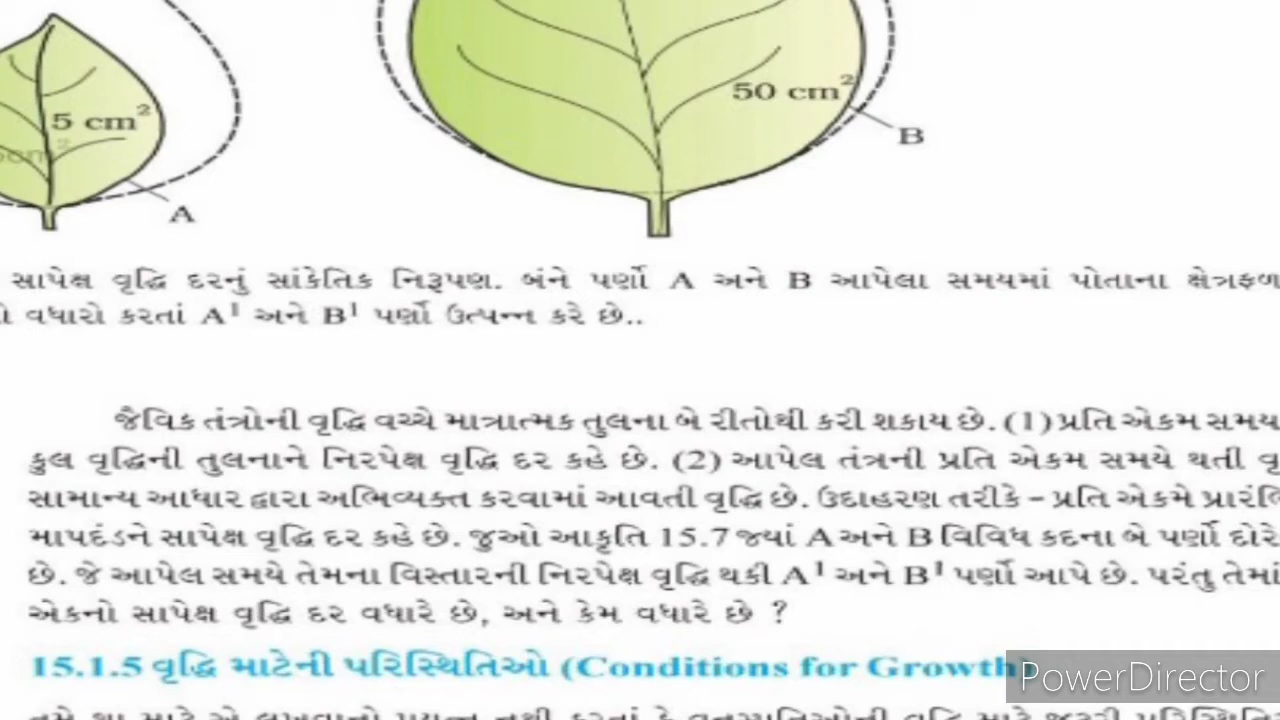 5 cm²
50 cm²
A
B
સાપેક્ષ વૃદ્ધિ દરનું સાંકેતિક નિરૂપણ. બંને પર્ણો A અને B આપેલા સમયમાં પોતાના ક્ષેત્રફળ
વધારો કરતાં A¹ અને B¹ પર્ણો ઉત્પન્ન કરે છે..
જૈવિક તંત્રોની વૃદ્ધિ વચ્ચે માત્રાત્મક તુલના બે રીતોથી કરી શકાય છે. (1) પ્રતિ એકમ સમય
કુલ વૃદ્ધિની તુલનાને નિરપેક્ષ વૃદ્ધિ દર કહે છે. (2) આપેલ તંત્રની પ્રતિ એકમ સમયે થતી
સામાન્ય આધાર દ્વારા અભિવ્યક્ત કરવામાં આવતી વૃદ્ધિ છે. ઉદાહરણ તરીકે - પ્રતિ એકમે
માપદંડને સાપેક્ષ વૃદ્ધિ દર કહે છે. જુઓ આકૃતિ 15.7 જ્યાં A અને B વિવિધ કદના બે પર્ણો દોરે
છે. જે આપેલ સમયે તેમના વિસ્તારની નિરપેક્ષ વૃદ્ધિ થકી A¹ અને B¹ પર્ણો આપે છે. પરંતુ તેમાં
એકનો સાપેક્ષ વૃદ્ધિ દર વધારે છે, અને કેમ વધારે છે ?
15.1.5 વૃદ્ધિ માટેની પરિસ્થિતિઓ (Conditions for Growth)
PowerDirector